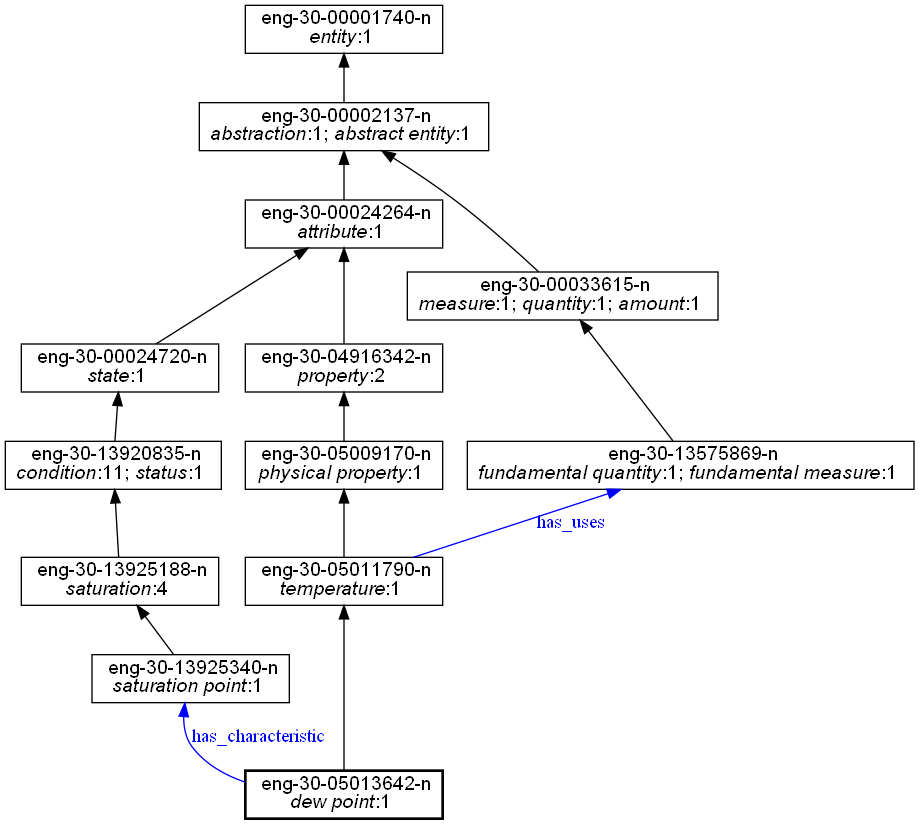 eng-30-00001740-n
entity:1
eng-30-00002137-n
abstraction:1; abstract entity:1
eng-30-00024264-n
attribute:1
eng-30-00033615-n
measure:1; quantity:1; amount:1
eng-30-00024720-n
state:1
eng-30-04916342-n
property:2
eng-30-13920835-n
condition:11; status:1
eng-30-05009170-n
physical property:1
eng-30-13575869-n
fundamental quantity:1; fundamental measure:1
has_uses
eng-30-13925188-n
saturation:4
eng-30-05011790-n
temperature:1
eng-30-13925340-n
saturation point:1
has_characteristic
eng-30-05013642-n
dew point:1